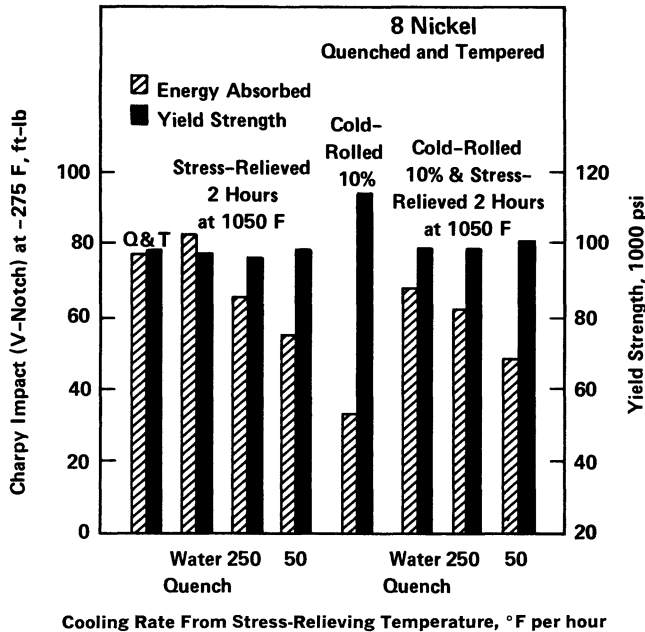 8 Nickel
Quenched and Tempered
Energy Absorbed
Yield Strength
Cold-
Rolled
10%
Stress-Relieved
2 Hours
at 1050 F
Cold-Rolled
10% & Stress-
Relieved 2 Hours
at 1050 F
Q&T
Charpy Impact (V-Notch) at -275 F, ft-lb
100
80
60
40
20
0
120
100
80
60
40
20
Yield Strength, 1000 psi
Water 250 50
Quench
Water 250 50
Quench
Cooling Rate From Stress-Relieving Temperature, °F per hour